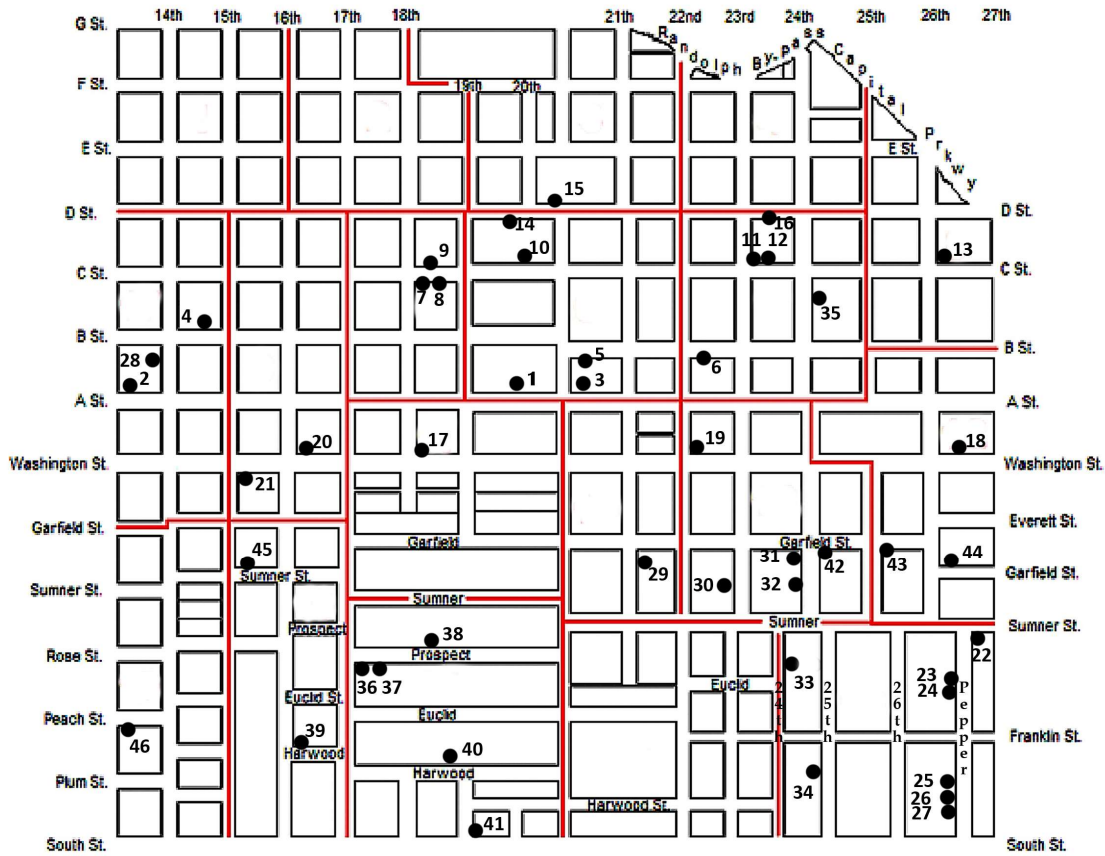 G St. 14th 15th 16th 17th 18th 21th 22nd 23rd 24th 25th 26th 27th
Randolph By-pass Capital Prkwy
F St.
19th 20th
E St. E St.
15
D St. D St.
14 16
9 10 11 12 13
C St. C St.
7 8
4 35
B St. B St.
28 5 6
2 1 3
A St. A St.
20 17 19 18
Washington St. Washington St.
21
Garfield St. Everett St.
Garfield Garfield St.
45 31 42 43 44
Sumner St. 29 Garfield St.
Sumner St. 30 32
Sumner
Prospect Sumner Sumner St.
38 22
Rose St. Prospect
36 37 Euclid 33 23
24
24th 25th 26th Pepper
Euclid St.
Peach St. Euclid
46 39 Franklin St.
Harwood 40
Plum St. Harwood 34 25
Harwood St. 26
41 27
South St. South St.